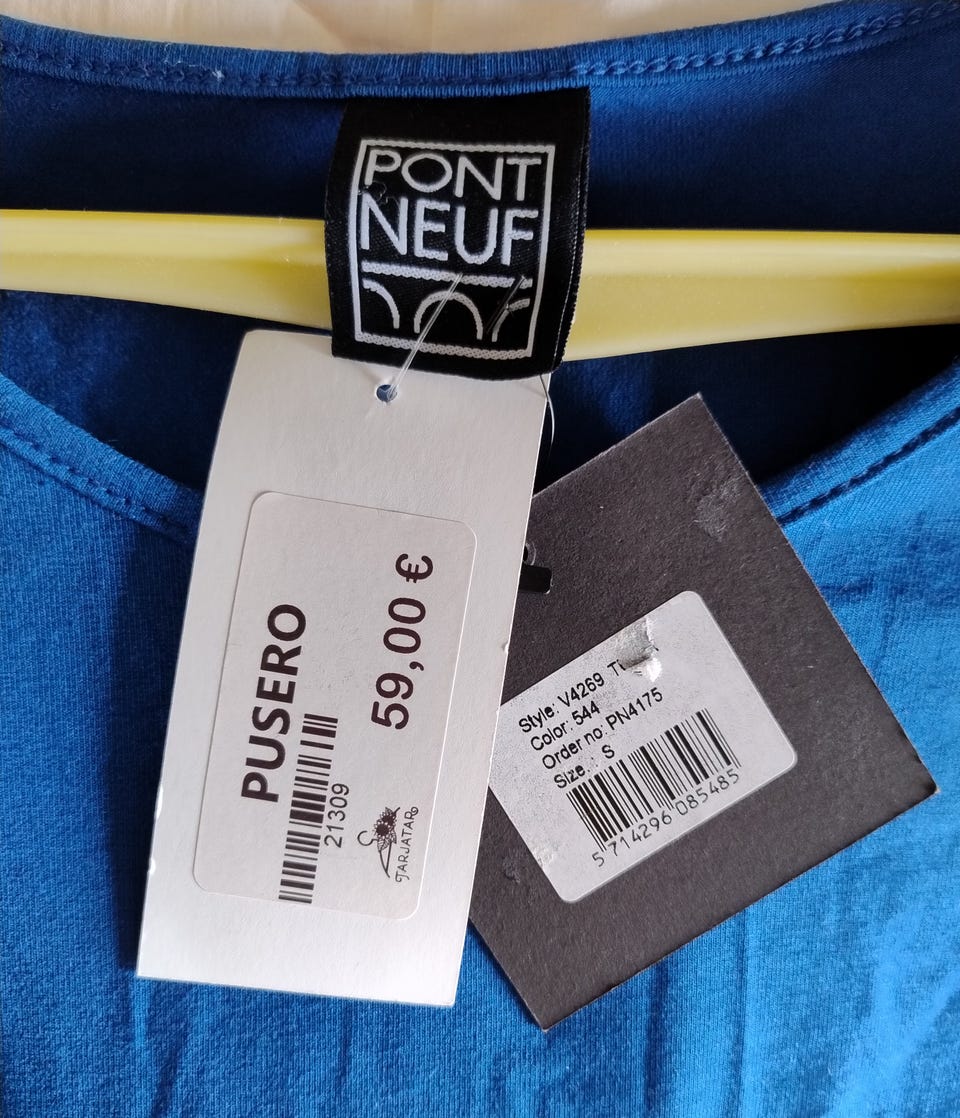 PONT
NEUF
PUSERO
59,00 €
21309
TARJATAR
Style: V4269
Color: 544
Order no: PN4175
Size.: S
5 714296 085485